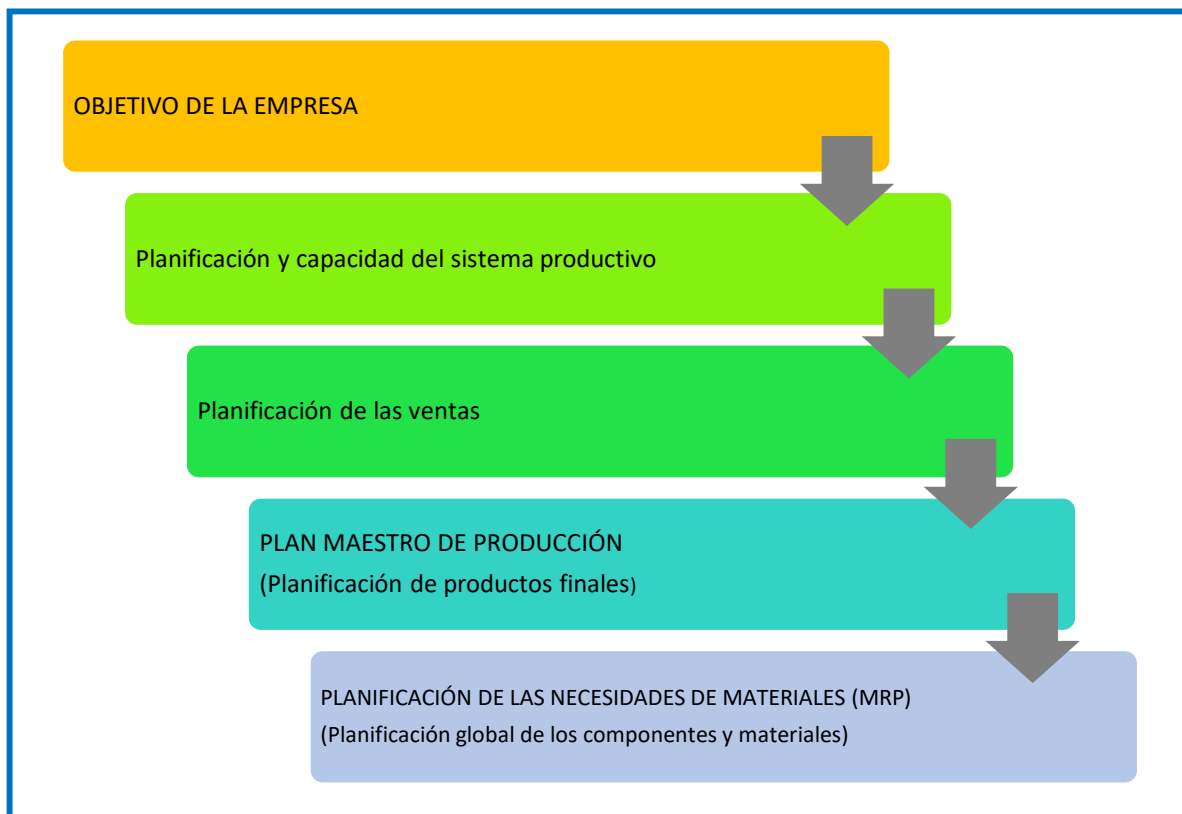 OBJETIVO DE LA EMPRESA
Planificación y capacidad del sistema productivo
Planificación de las ventas
PLAN MAESTRO DE PRODUCCIÓN
(Planificación de productos finales)
PLANIFICACIÓN DE LAS NECESIDADES DE MATERIALES (MRP)
(Planificación global de los componentes y materiales)